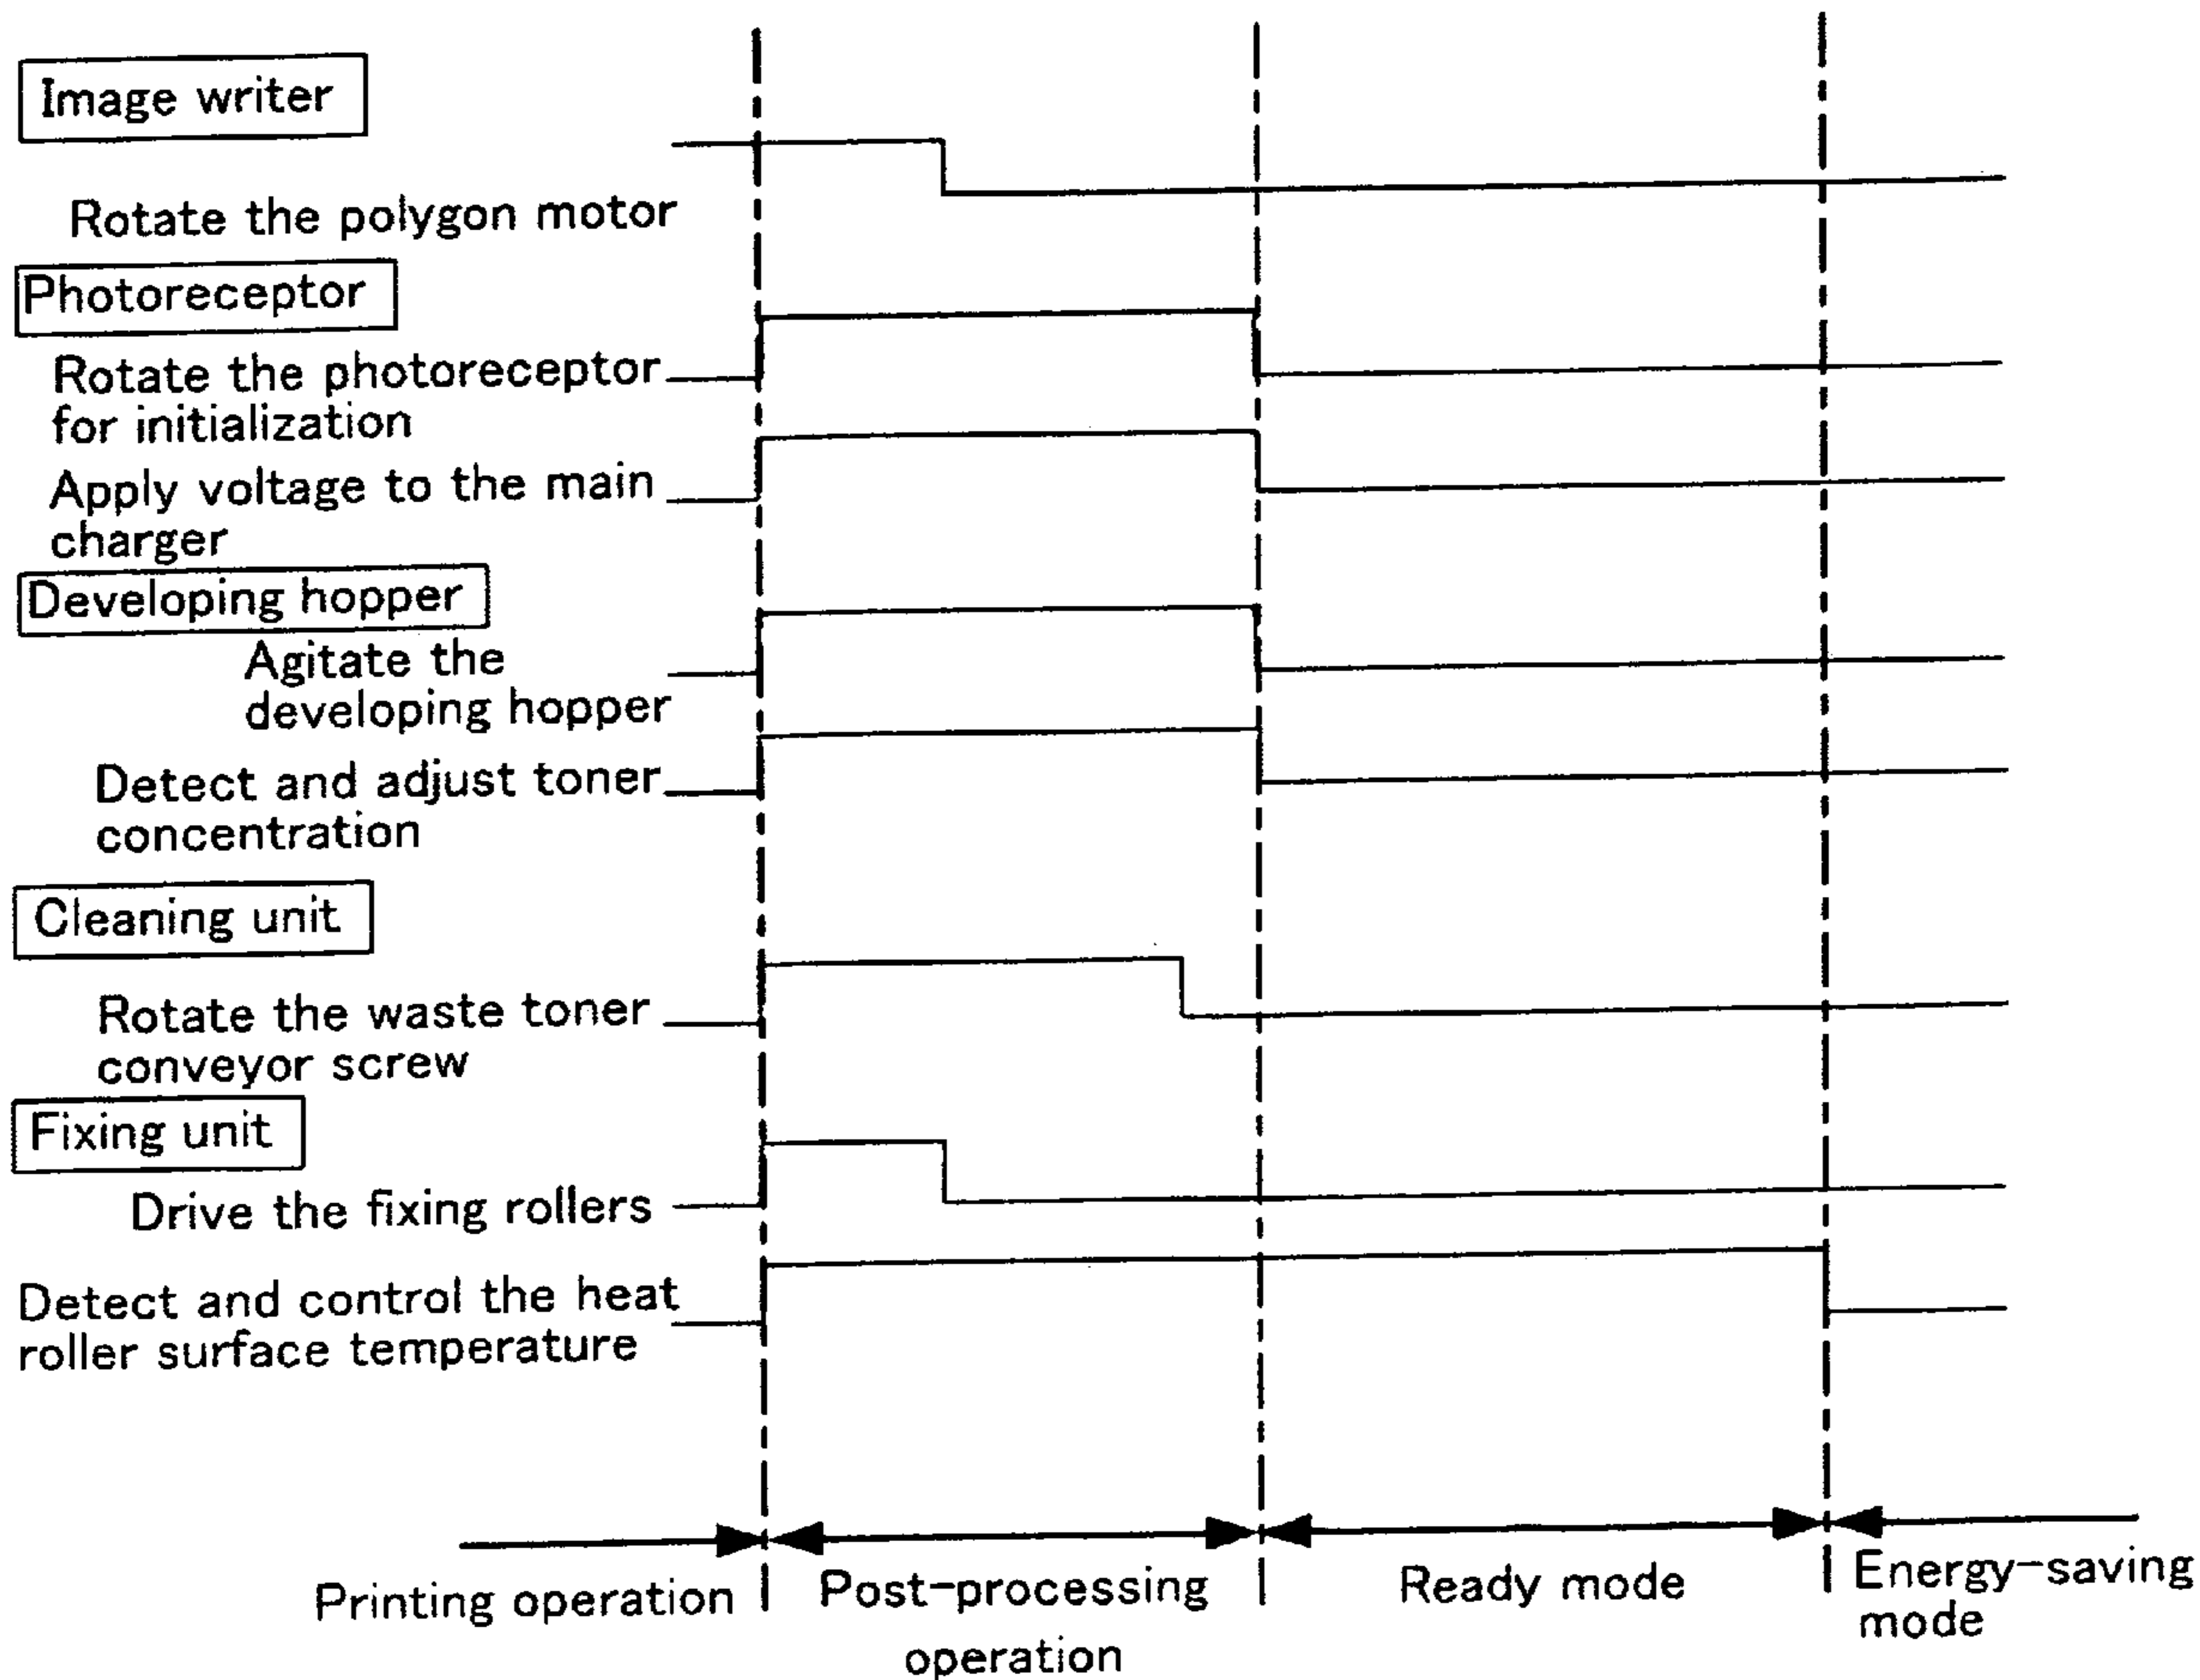 Image writer
Rotate the polygon motor
Photoreceptor
Rotate the photoreceptor
for initialization
Apply voltage to the main
charger
Developing hopper
Agitate the
developing hopper
Detect and adjust toner
concentration
Cleaning unit
Rotate the waste toner
conveyor screw
Fixing unit
Drive the fixing rollers
Detect and control the heat
roller surface temperature
Printing operation
Post-processing
operation
Ready mode
Energy-saving
mode